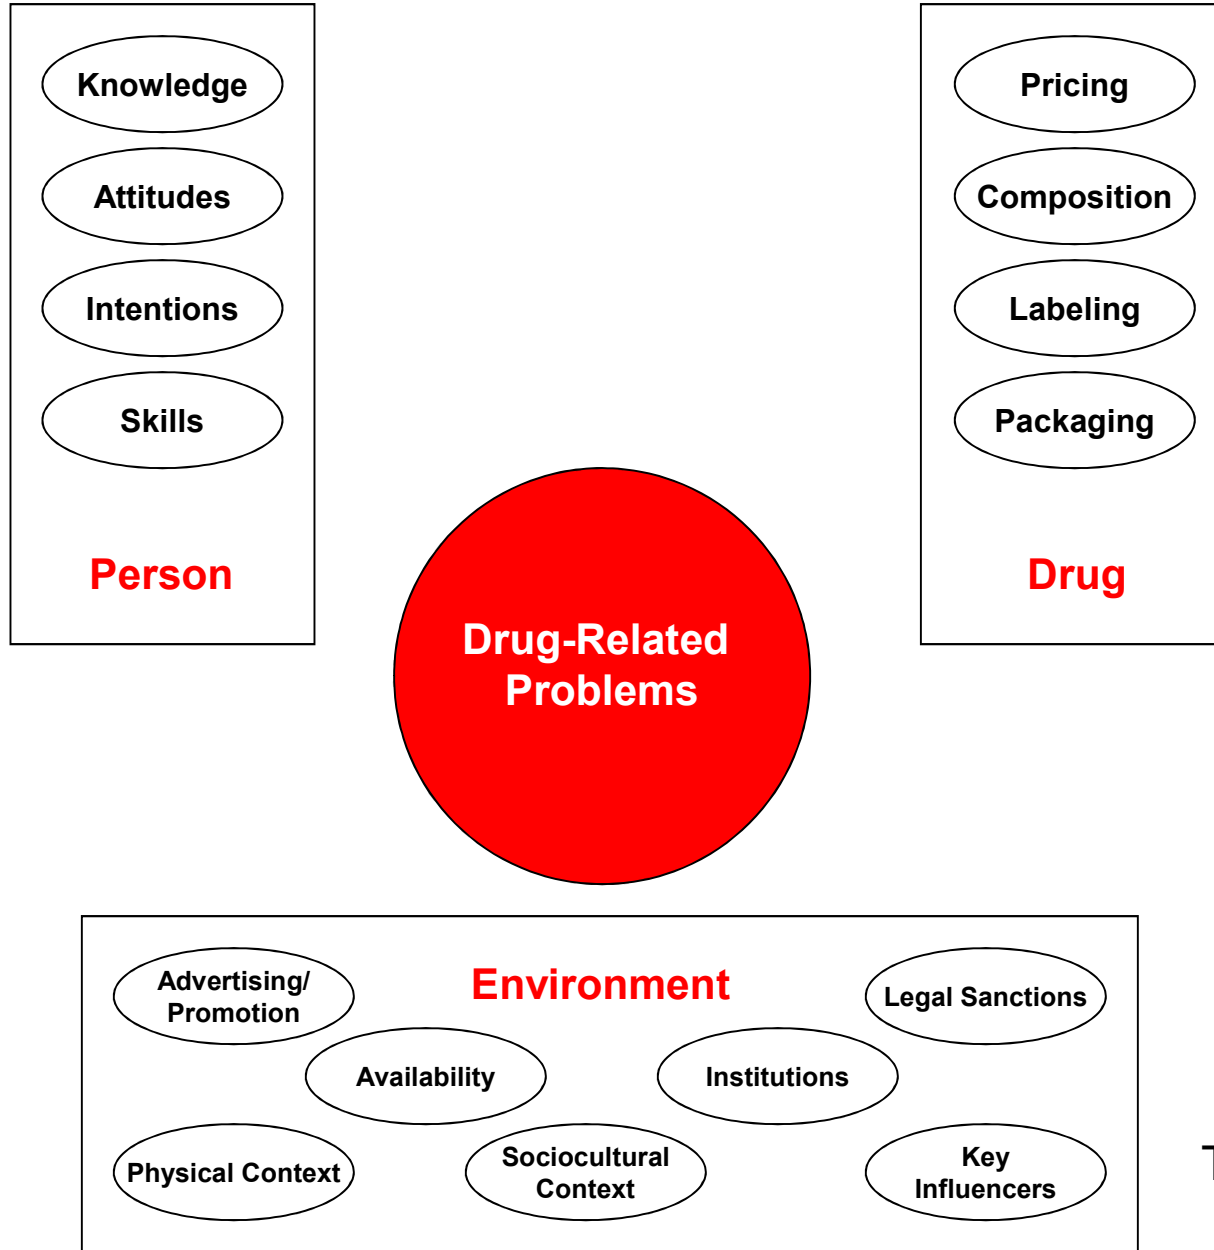 Knowledge
Attitudes
Intentions
Skills
Person
Pricing
Composition
Labeling
Packaging
Drug
Drug-Related
Problems
Environment
Advertising/
Promotion
Legal Sanctions
Availability
Institutions
Physical Context
Sociocultural
Context
Key
Influencers
T